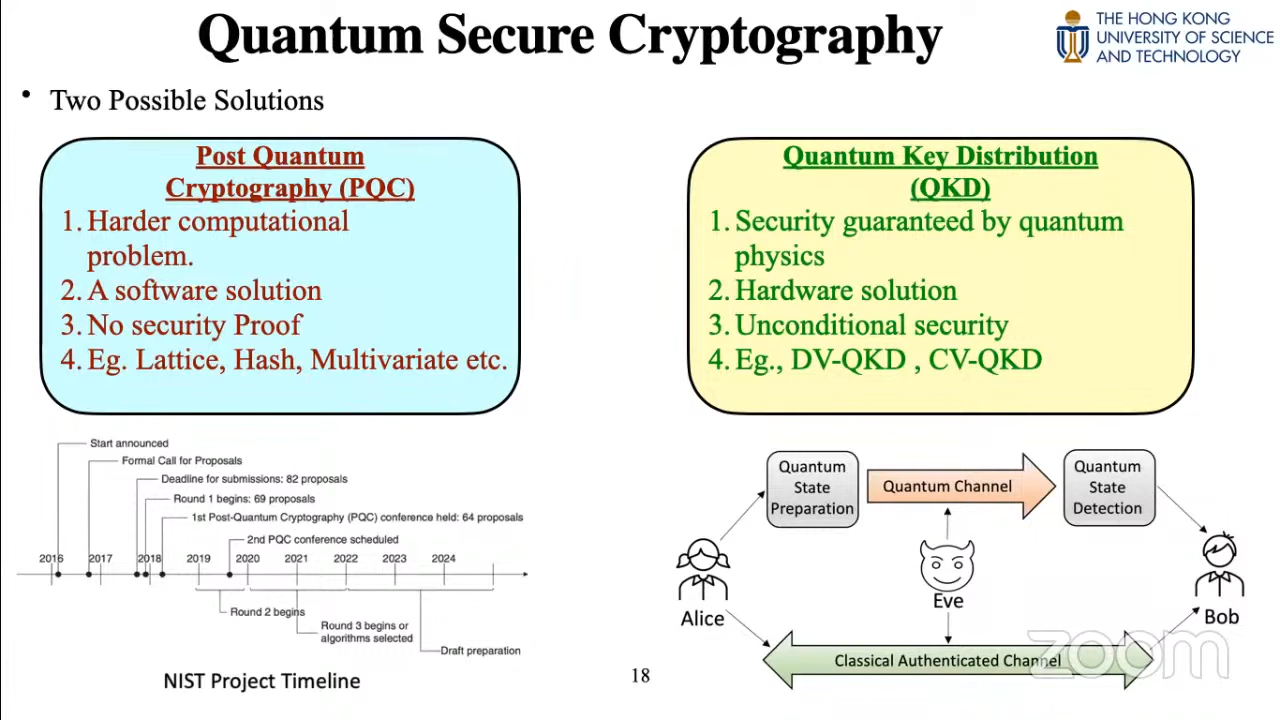 Quantum Secure Cryptography
THE HONG KONG
UNIVERSITY OF SCIENCE
AND TECHNOLOGY
• Two Possible Solutions
Post Quantum
Cryptography (PQC)
1. Harder computational
problem.
2. A software solution
3. No security Proof
4. Eg. Lattice, Hash, Multivariate etc.
Quantum Key Distribution
(QKD)
1. Security guaranteed by quantum
physics
2. Hardware solution
3. Unconditional security
4. Eg., DV-QKD , CV-QKD
Start announced
Formal Call for Proposals
Deadline for submissions: 82 proposals
Round 1 begins: 69 proposals
1st Post-Quantum Cryptography (PQC) conference held: 64 proposals
2nd PQC conference scheduled
2016 2017 2018 2019 2020 2021 2022 2023 2024
Round 2 begins
Round 3 begins or
algorithms selected
Draft preparation
NIST Project Timeline
Quantum
State
Preparation
Quantum Channel
Quantum
State
Detection
Alice
Eve
Bob
Classical Authenticated Channel
zoom
18